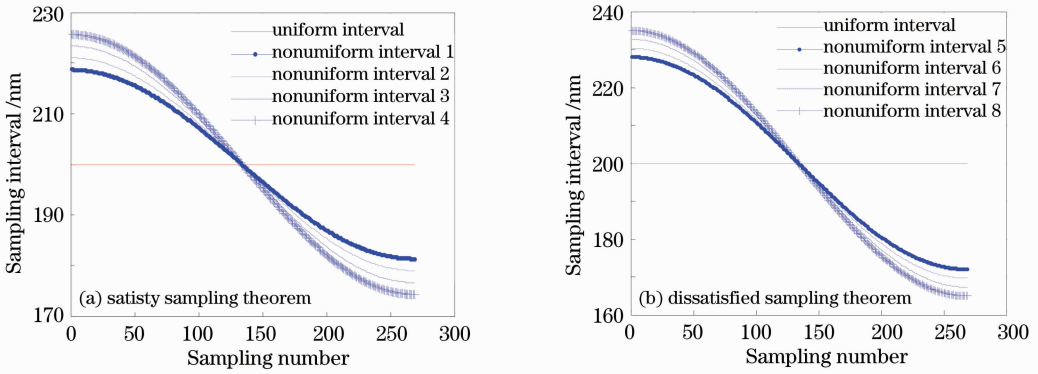 230
210
190
170
Sampling interval /nm
uniform interval
nonumiform interval 1
nonuniform interval 2
nonuniform interval 3
nonuniform interval 4
(a) satisty sampling theorem
0 50 100 150 200 250 300
Sampling number
240
220
200
180
160
Sampling interval /nm
uniform interval
nonumiform interval 5
nonuniform interval 6
nonuniform interval 7
nonuniform interval 8
(b) dissatisfied sampling theorem
0 50 100 150 200 250 300
Sampling number